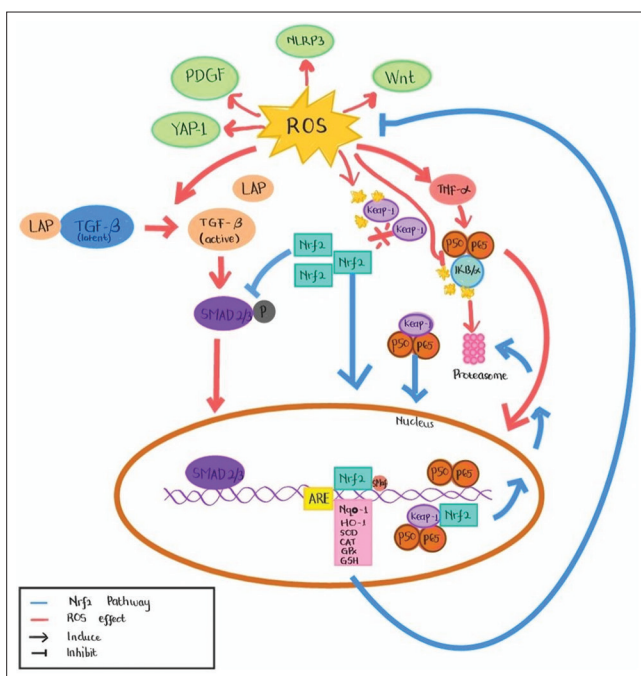 NLRP3
PDGF
Wnt
YAP-1
ROS
LAP
TNF-α
LAP
TGF-β
(latent)
TGF-β
(active)
Keap-1
Keap-1
P50
P65
IKB/α
Nrf2
Nrf2
Nrf2
SMAD 2/3
P
Keap-1
P50
P65
Proteasome
Nucleus
SMAD 2/3
Nrf2
P50
P65
ARE
Nqo-1
HO-1
SOD
CAT
GPx
GSH
Keap-1
Nrf2
P50
P65
Nrf2 Pathway
ROS effect
Induce
Inhibit